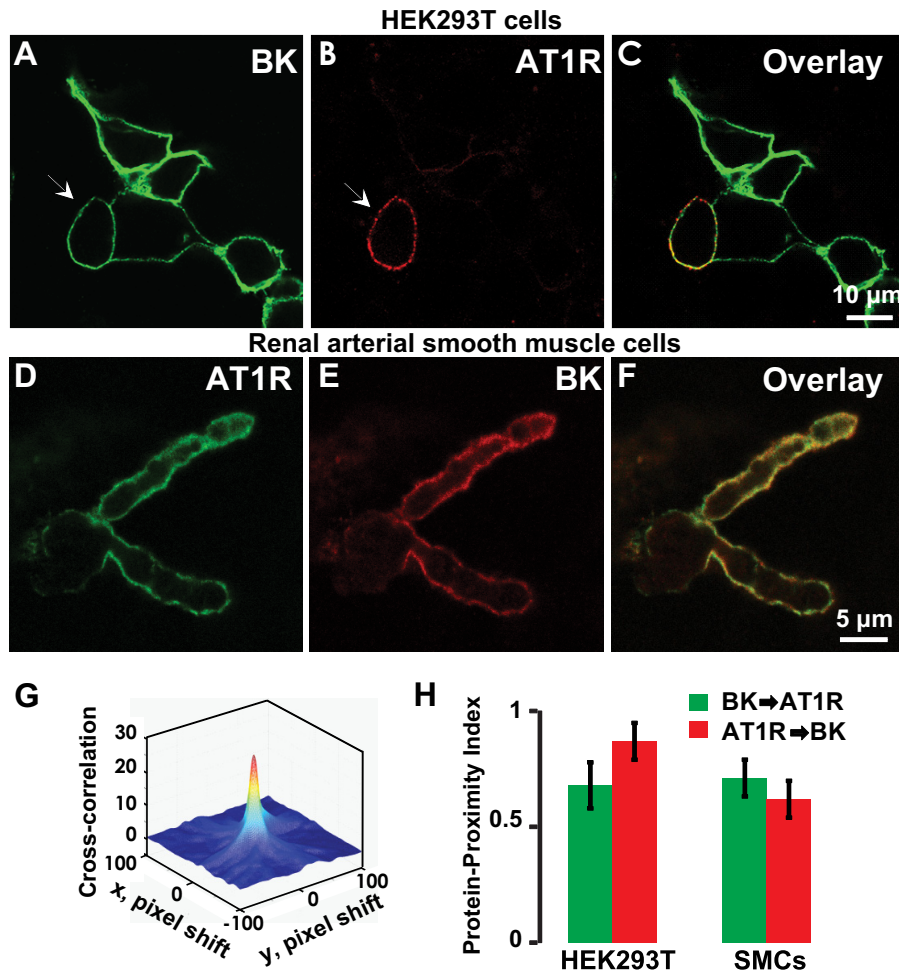 HEK293T cells
A BK
B AT1R
C Overlay
10 µm
Renal arterial smooth muscle cells
D AT1R
E BK
F Overlay
5 µm
G
Cross-correlation
30
20
10
0
100
0
-100
x, pixel shift
100
0
y, pixel shift
H
Protein-Proximity Index
1
0.5
0
BK➡AT1R
AT1R➡BK
HEK293T SMCs